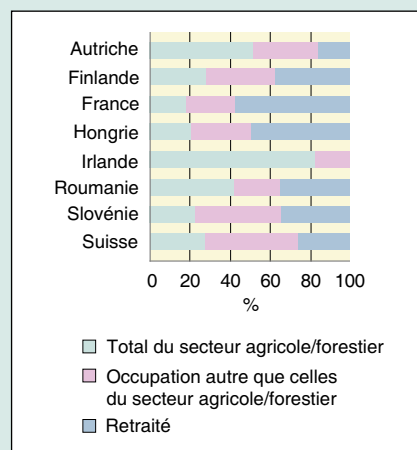 Autriche
Finlande
France
Hongrie
Irlande
Roumanie
Slovénie
Suisse
0 20 40 60 80 100
%
Total du secteur agricole/forestier
Occupation autre que celles
du secteur agricole/forestier
Retraité